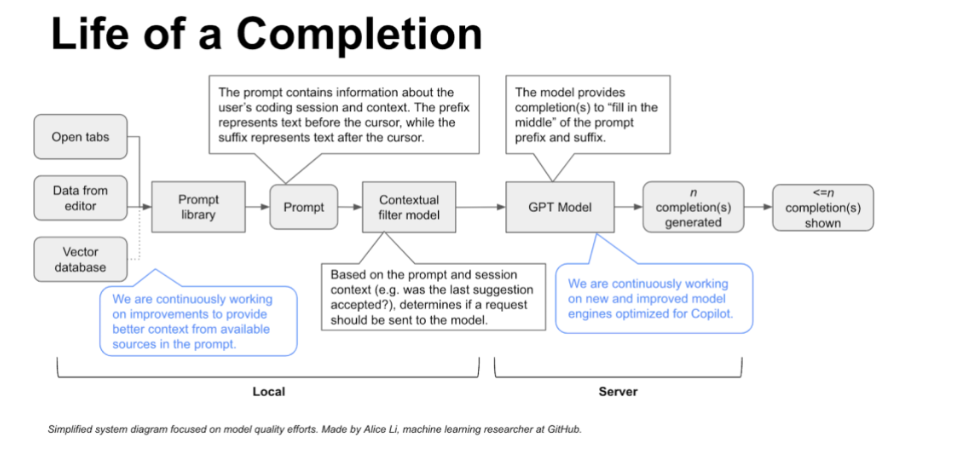 Life of a Completion
The prompt contains information about the
user's coding session and context. The prefix
represents text before the cursor, while the
suffix represents text after the cursor.
The model provides
completion(s) to "fill in the
middle" of the prompt
prefix and suffix.
Open tabs
Data from
editor
Vector
database
Prompt
library
Prompt
Contextual
filter model
GPT Model
n
completion(s)
generated
<=n
completion(s)
shown
We are continuously working
on improvements to provide
better context from available
sources in the prompt.
Based on the prompt and session
context (e.g. was the last suggestion
accepted?), determines if a request
should be sent to the model.
We are continuously working
on new and improved model
engines optimized for Copilot.
Local
Server
Simplified system diagram focused on model quality efforts. Made by Alice Li, machine learning researcher at GitHub.